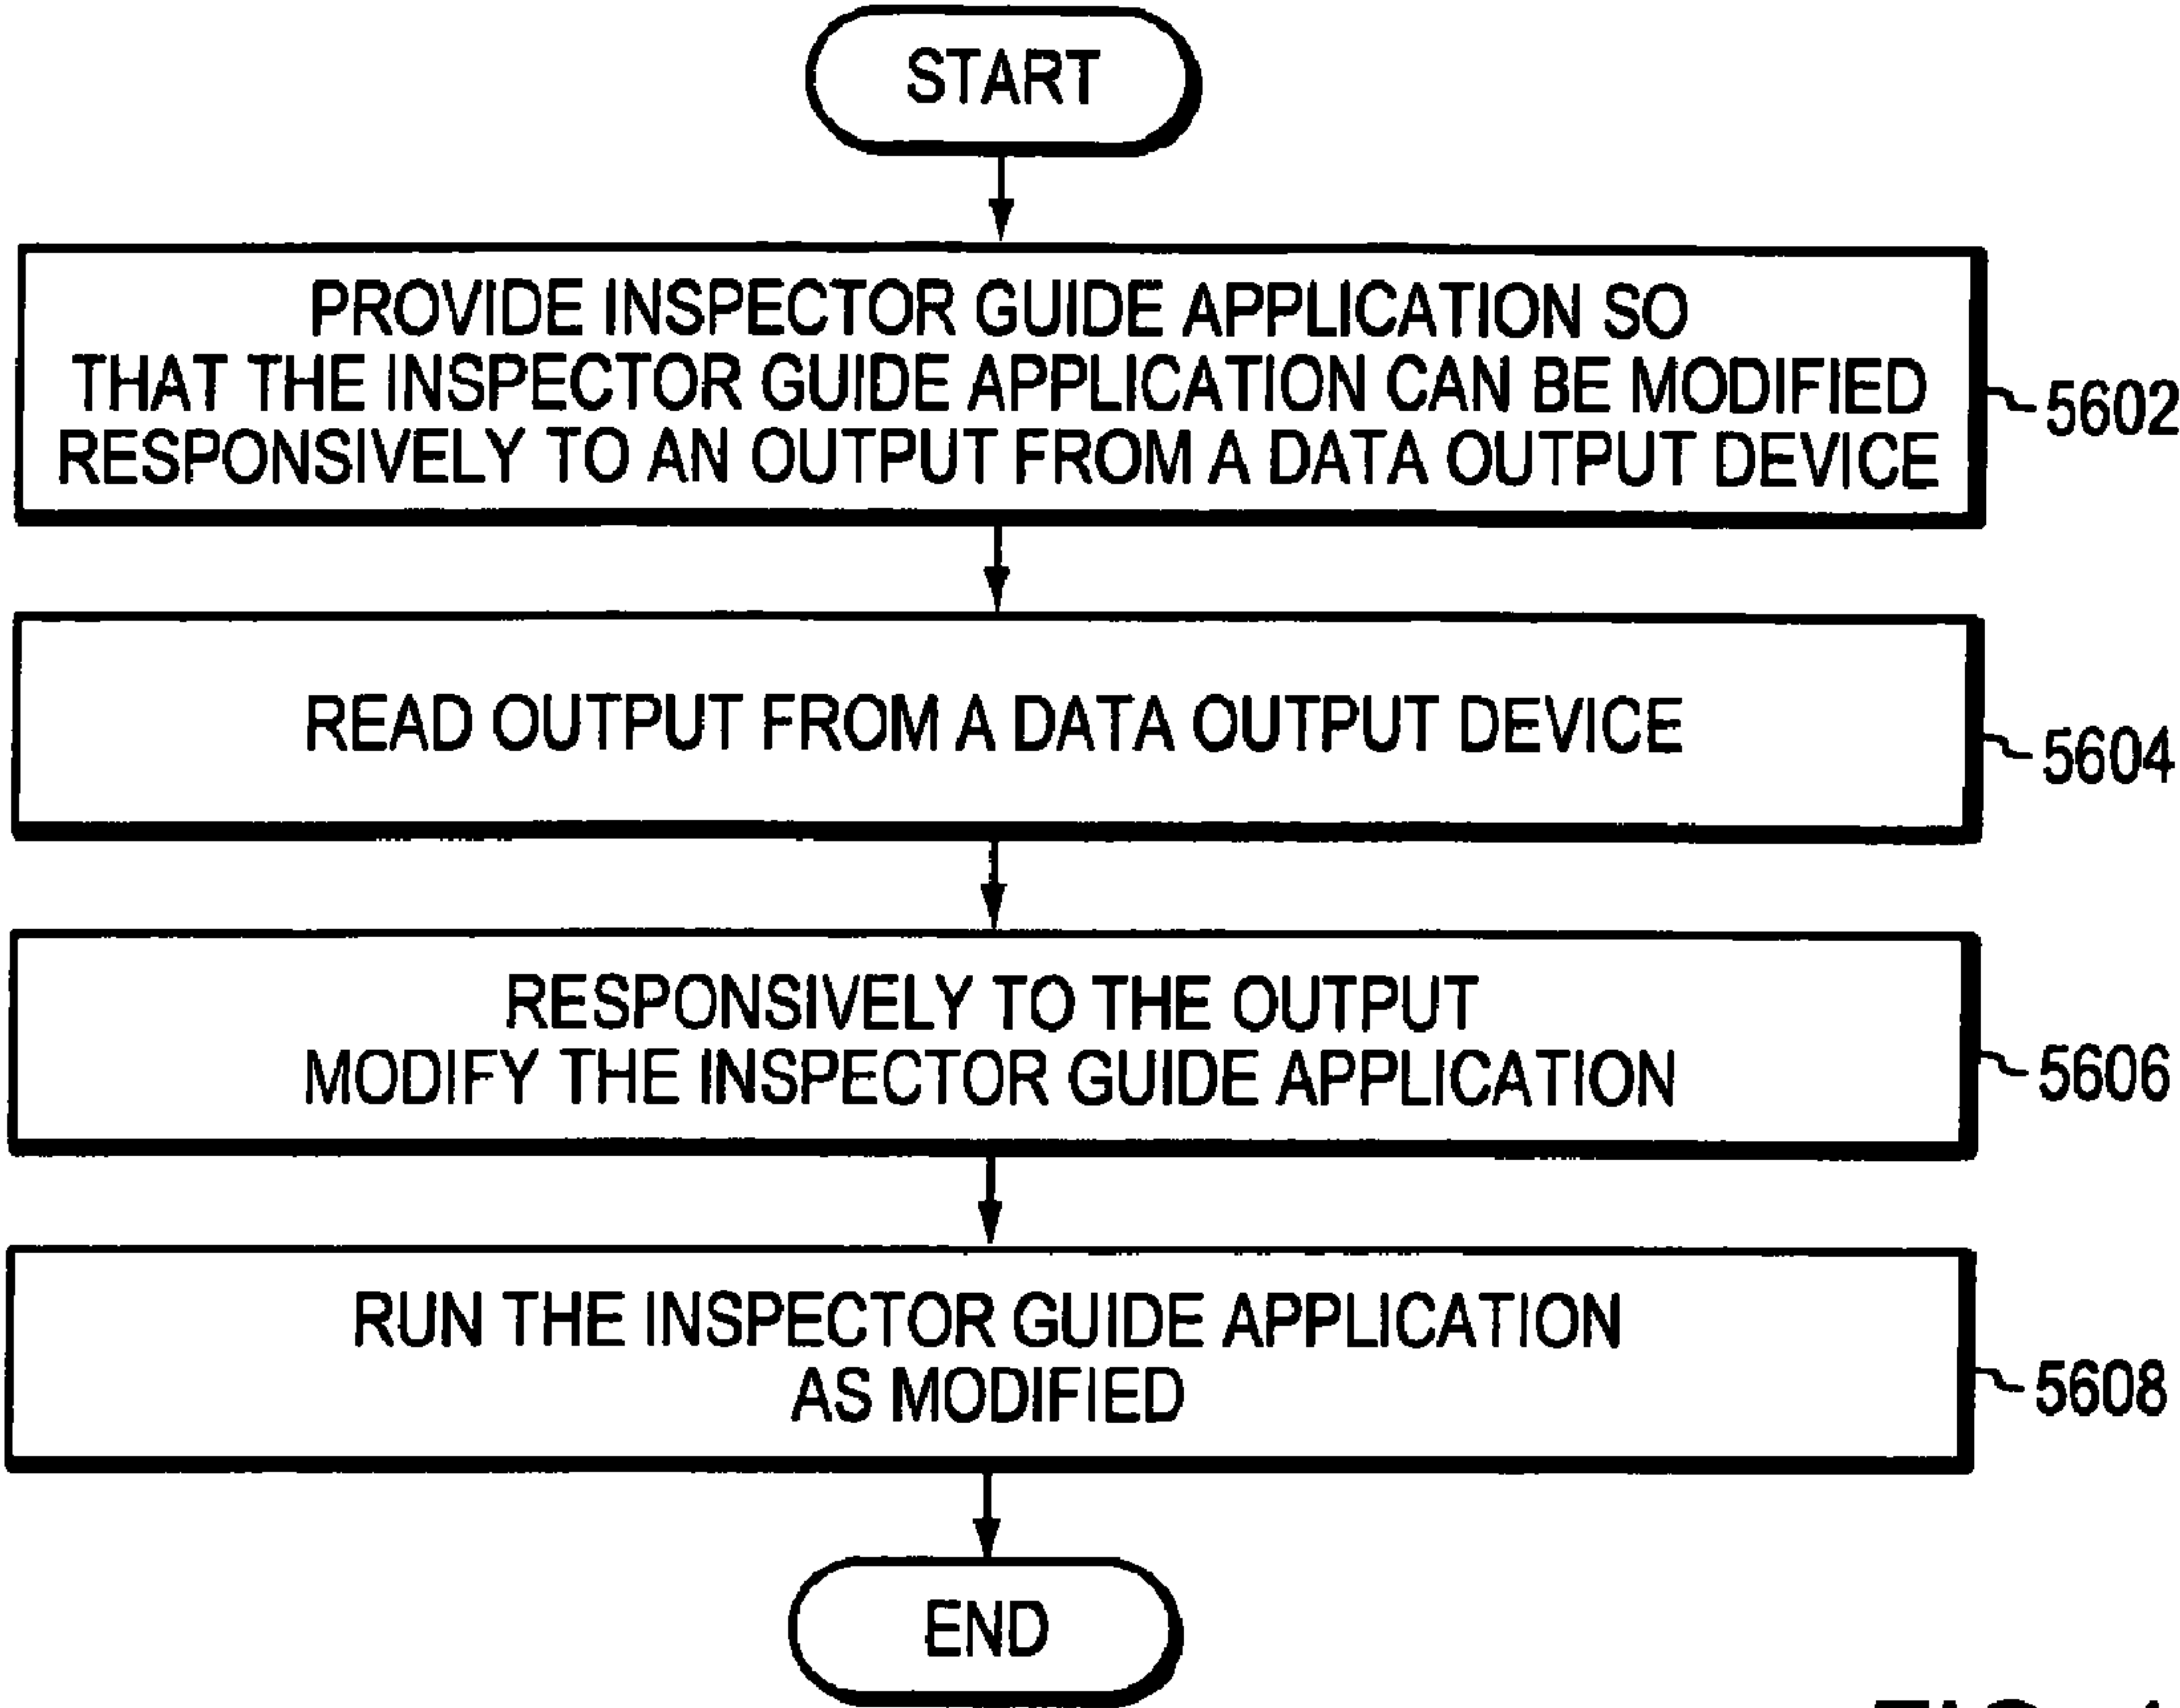 START
PROVIDE INSPECTOR GUIDE APPLICATION SO
THAT THE INSPECTOR GUIDE APPLICATION CAN BE MODIFIED
RESPONSIVELY TO AN OUTPUT FROM A DATA OUTPUT DEVICE
5602
READ OUTPUT FROM A DATA OUTPUT DEVICE
5604
RESPONSIVELY TO THE OUTPUT
MODIFY THE INSPECTOR GUIDE APPLICATION
5606
RUN THE INSPECTOR GUIDE APPLICATION
AS MODIFIED
5608
END